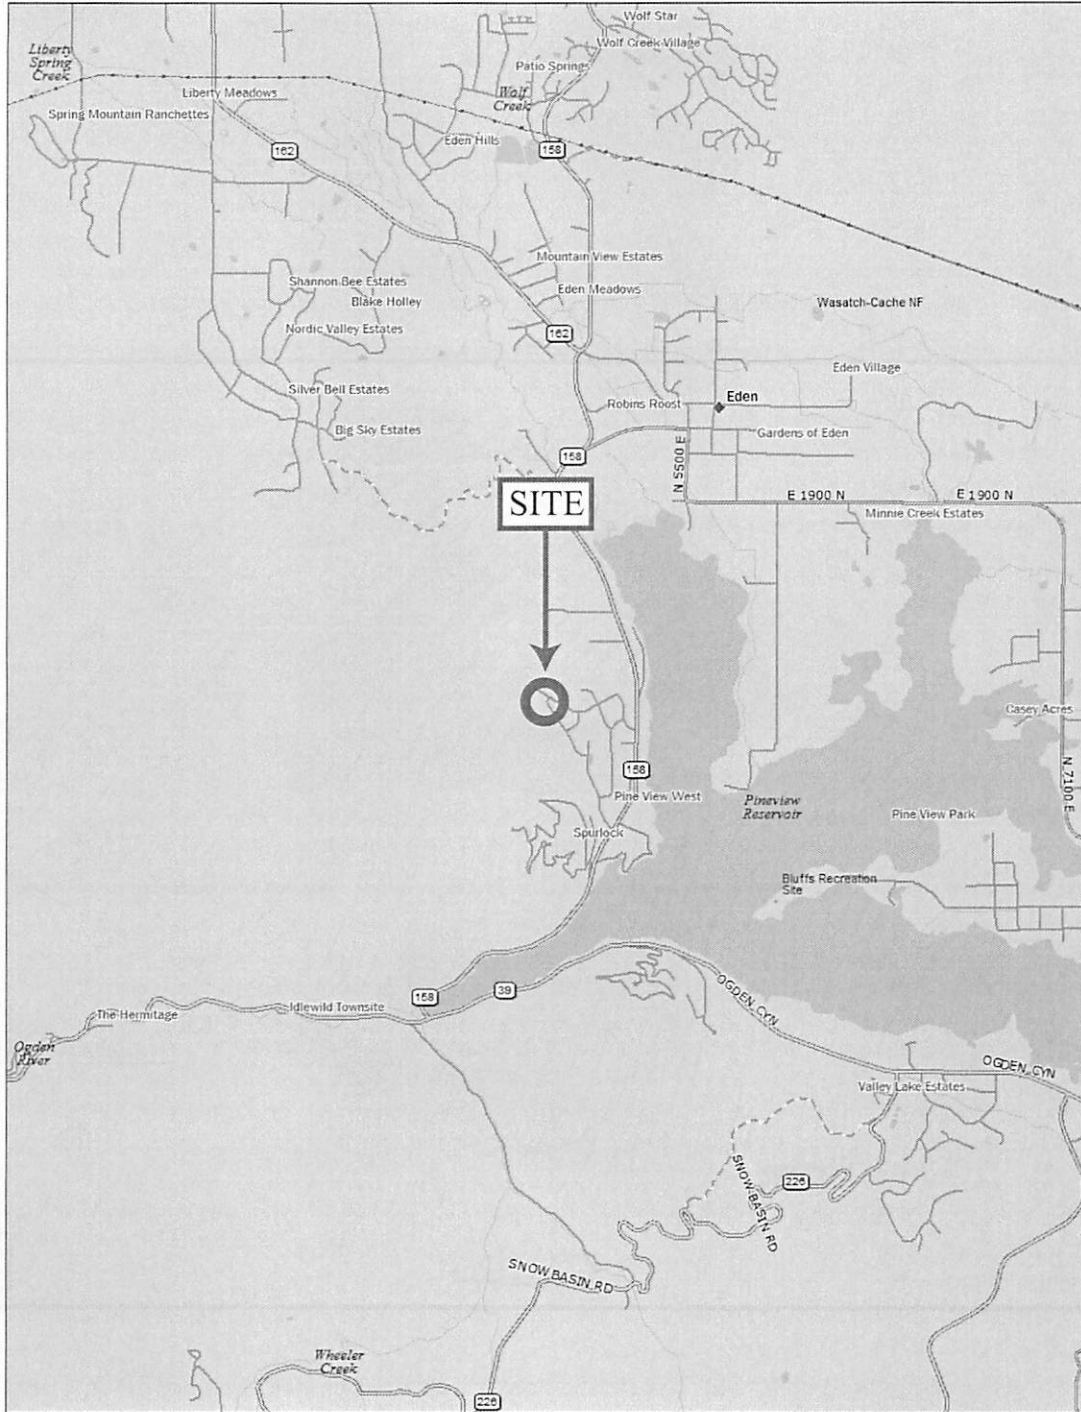 Wolf Star
Wolf Creek Village
Liberty
Spring
Creek
Patio Springs
Liberty Meadows
Wolf
Creek
Spring Mountain Ranchettes
Eden Hills
162
158
Mountain View Estates
Shannon Bee Estates
Eden Meadows
Blake Holley
Wasatch-Cache NF
Nordic Valley Estates
162
Eden Village
Silver Bell Estates
Robins Roost
Eden
Big Sky Estates
Gardens of Eden
158
N 5500 E
SITE
E 1900 N
E 1900 N
Minnie Creek Estates
Casey Acres
158
N 7100 E
Pine View West
Pineview
Reservoir
Pine View Park
Spurlock
Bluffs Recreation
Site
158
39
OGDEN CYN
The Hermitage
Idlewild Townsite
Ogden
River
OGDEN CYN
Valley Lake Estates
SNOW BASIN RD
226
SNOW BASIN RD
Wheeler
Creek
226